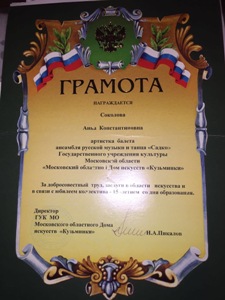 ГРАМОТА
НАГРАЖДАЕТСЯ
Соколова
Анна Константиновна
артистка балета
ансамбля русской музыки и танца «Садко»
Государственного учреждения культуры
Московской области
«Московский областной Дом искусств «Кузьминки»
За добросовестный труд, заслуги в области искусства и
в связи с юбилеем коллектива - 15-летием со дня образования.
Директор
ГУК МО
Московского областного Дома
искусств «Кузьминки»
Н.А.